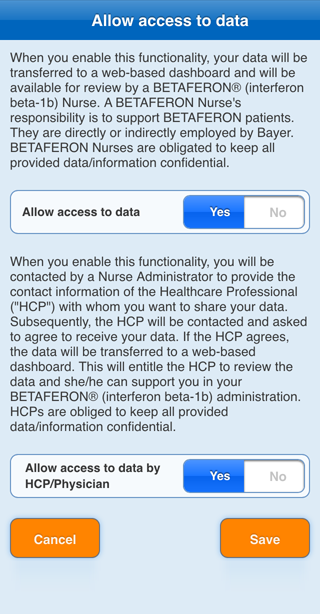 Allow access to data
When you enable this functionality, your data will be
transferred to a web-based dashboard and will be
available for review by a BETAFERON® (interferon
beta-1b) Nurse. A BETAFERON Nurse's
responsibility is to support BETAFERON patients.
They are directly or indirectly employed by Bayer.
BETAFERON Nurses are obligated to keep all
provided data/information confidential.
Allow access to data Yes No
When you enable this functionality, you will be
contacted by a Nurse Administrator to provide the
contact information of the Healthcare Professional
("HCP") with whom you want to share your data.
Subsequently, the HCP will be contacted and asked
to agree to receive your data. If the HCP agrees,
the data will be transferred to a web-based
dashboard. This will entitle the HCP to review the
data and she/he can support you in your
BETAFERON® (interferon beta-1b) administration.
HCPs are obliged to keep all provided
data/information confidential.
Allow access to data by
HCP/Physician Yes No
Cancel Save